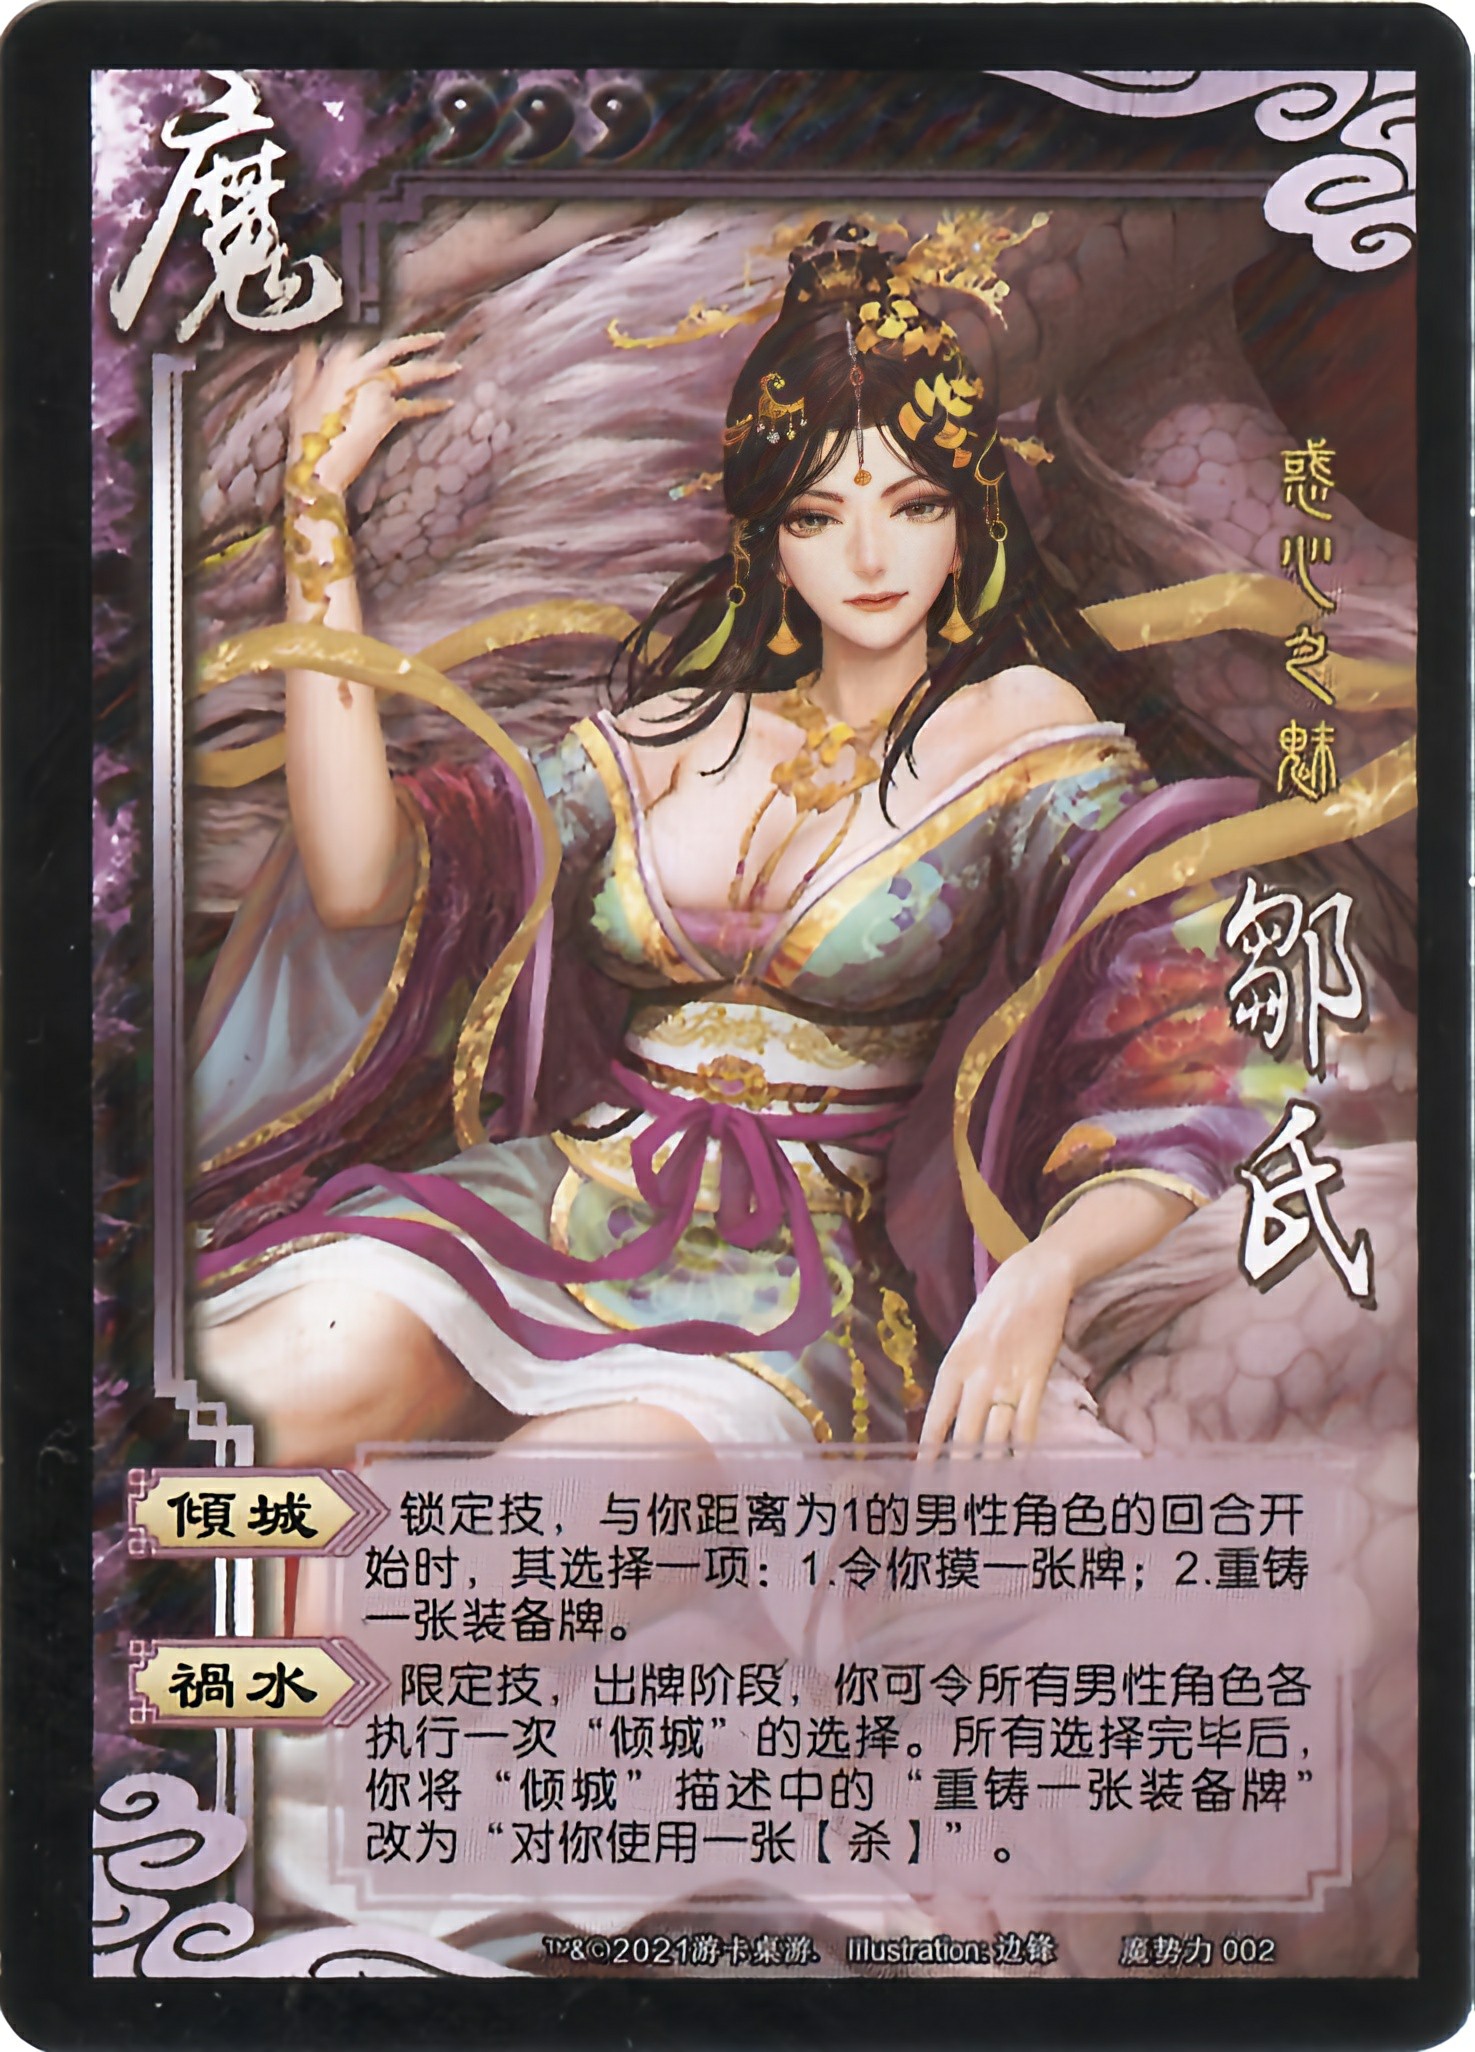 魔
惑心之魅
邹氏
傾城
锁定技，与你距离为1的男性角色的回合开
始时，其选择一项：1.令你摸一张牌；2.重铸
一张装备牌。
禍水
限定技，出牌阶段，你可令所有男性角色各
执行一次“倾城”的选择。所有选择完毕后，
你将“倾城”描述中的“重铸一张装备牌”
改为“对你使用一张【杀】”。
™&©2021游卡桌游. Illustration: 边锋 魔势力 002